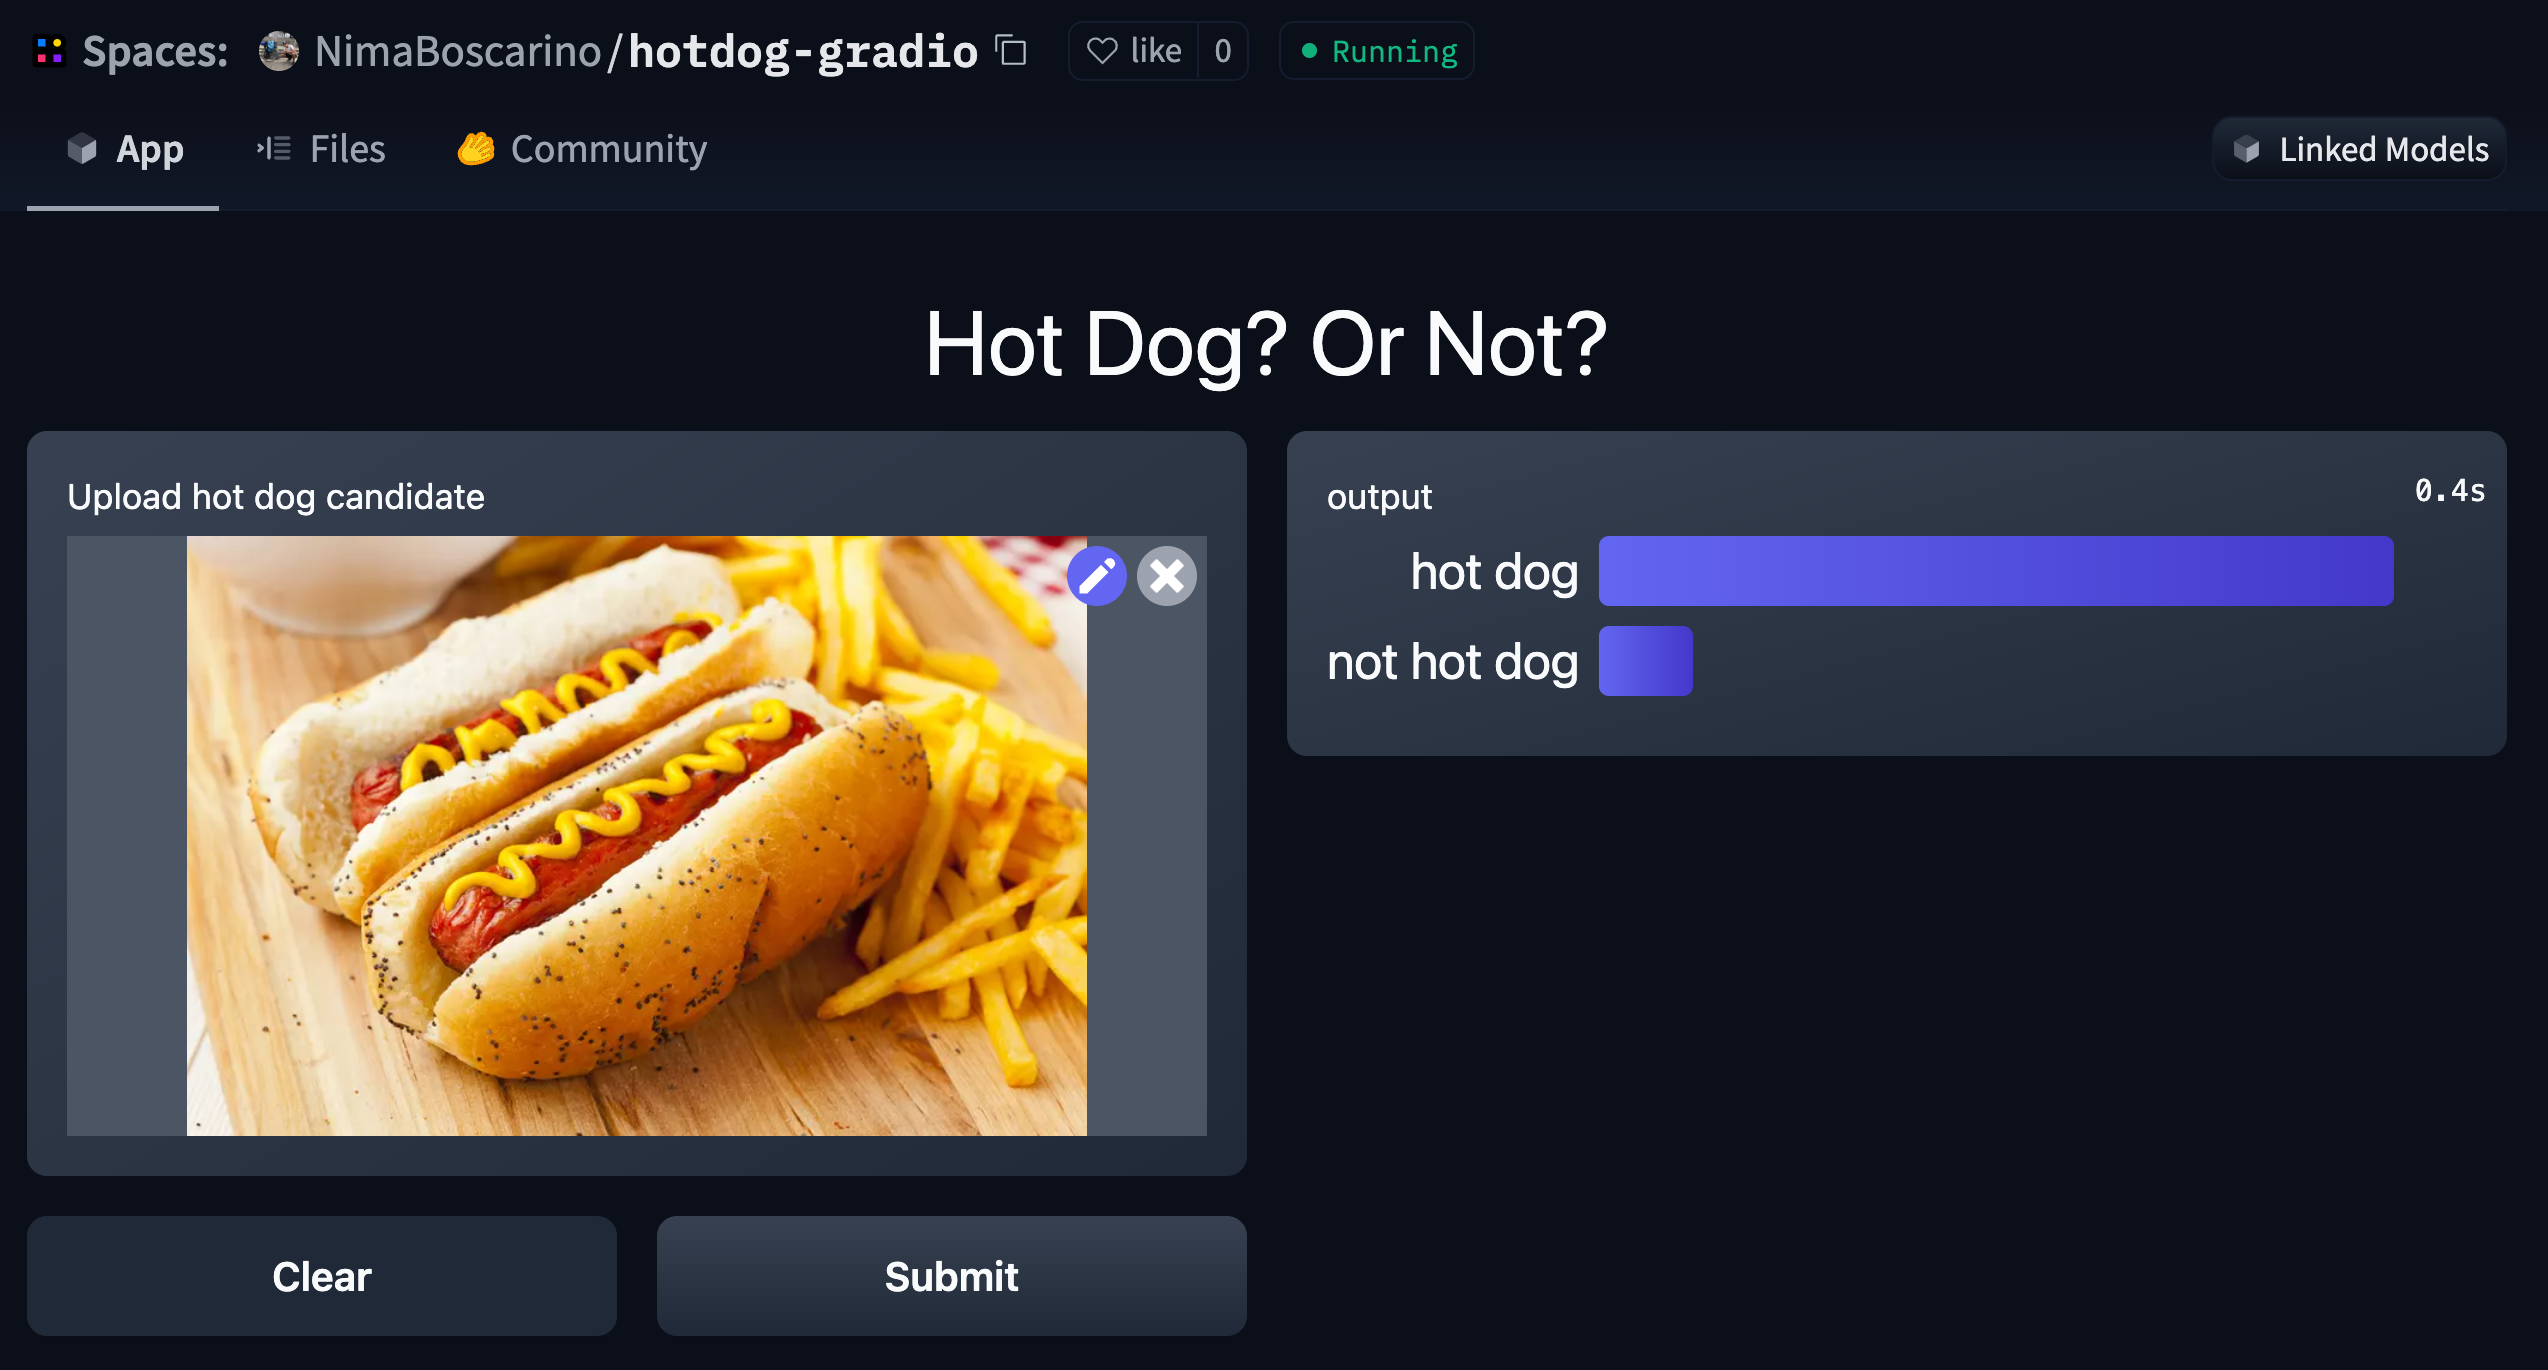 Spaces: NimaBoscarino/hotdog-gradio like 0 Running
App Files Community Linked Models
Hot Dog? Or Not?
Upload hot dog candidate
output 0.4s
hot dog
not hot dog
Clear Submit